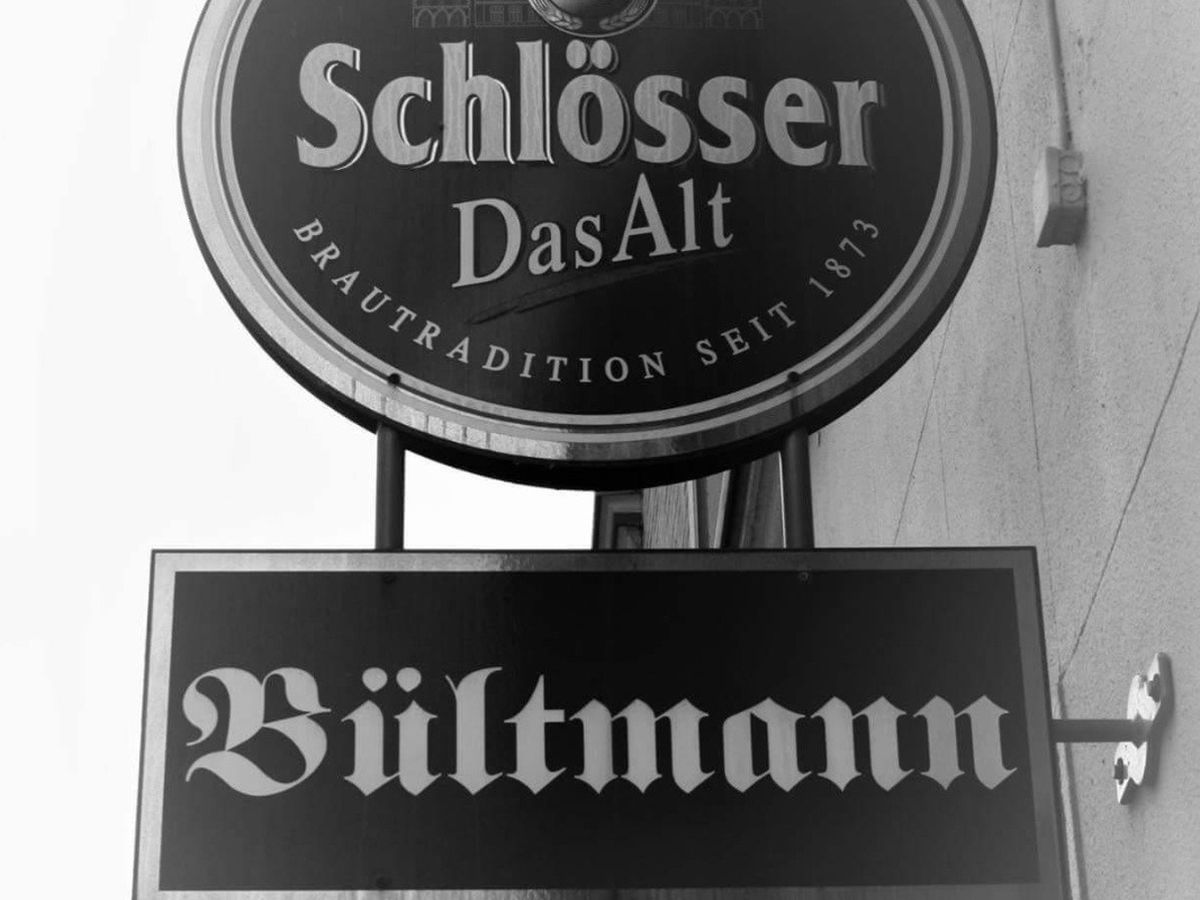 Schlösser
Das Alt
BRAUTRADITION SEIT 1873
Bültmann